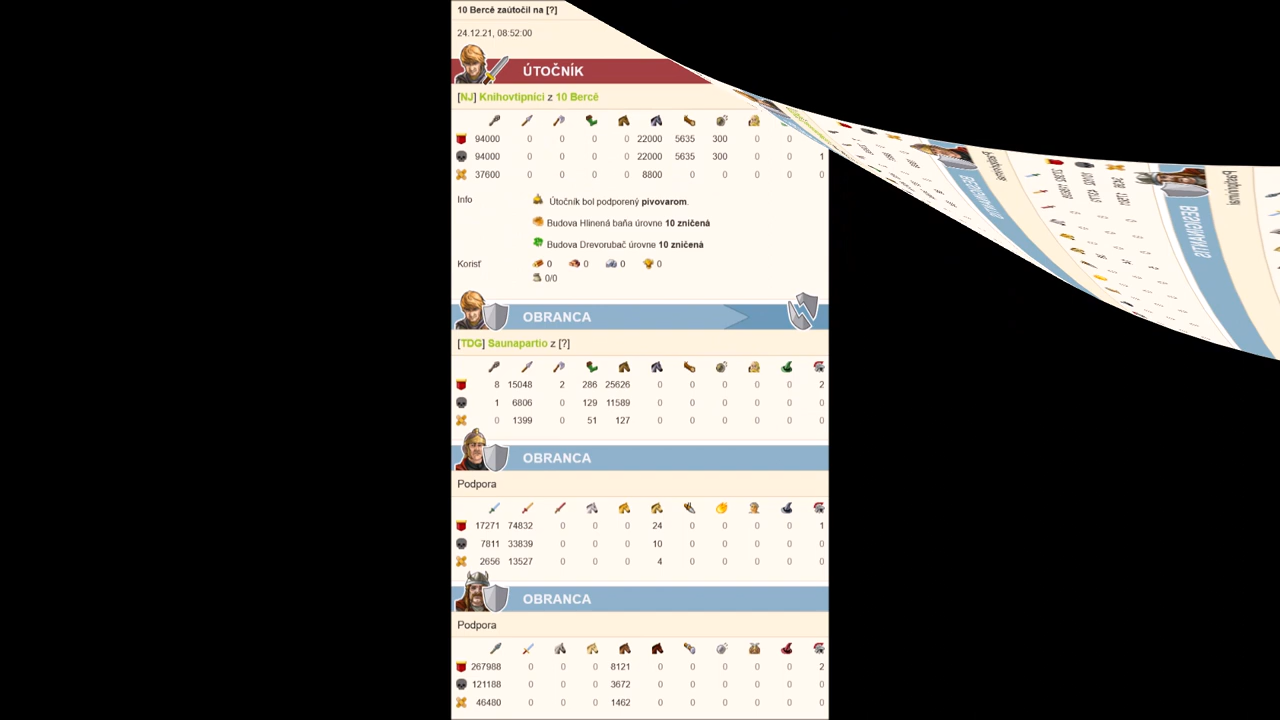 10 Bercê zaútočil na [?]
24.12.21, 08:52:00
ÚTOČNÍK
[NJ] Knihovtipníci z 10 Bercê
94000 0 0 0 0 22000 5635 300 0 0
94000 0 0 0 0 22000 5635 300 0 0 1
37600 0 0 0 0 8800 0 0 0 0 0
Info
Útočník bol podporený pivovarom.
Budova Hlinená baňa úrovne 10 zničená
Budova Drevorubač úrovne 10 zničená
Korisť 0 0 0 0
0/0
OBRANCA
[TDG] Saunapartio z [?]
8 15048 2 286 25626 0 0 0 0 0 2
1 6806 0 129 11589 0 0 0 0 0 0
0 1399 0 51 127 0 0 0 0 0 0
OBRANCA
Podpora
17271 74832 0 0 0 24 0 0 0 0 1
7811 33839 0 0 0 10 0 0 0 0 0
2656 13527 0 0 0 4 0 0 0 0 0
OBRANCA
Podpora
267988 0 0 0 8121 0 0 0 0 0 2
121188 0 0 0 3672 0 0 0 0 0 0
46480 0 0 0 1462 0 0 0 0 0 0